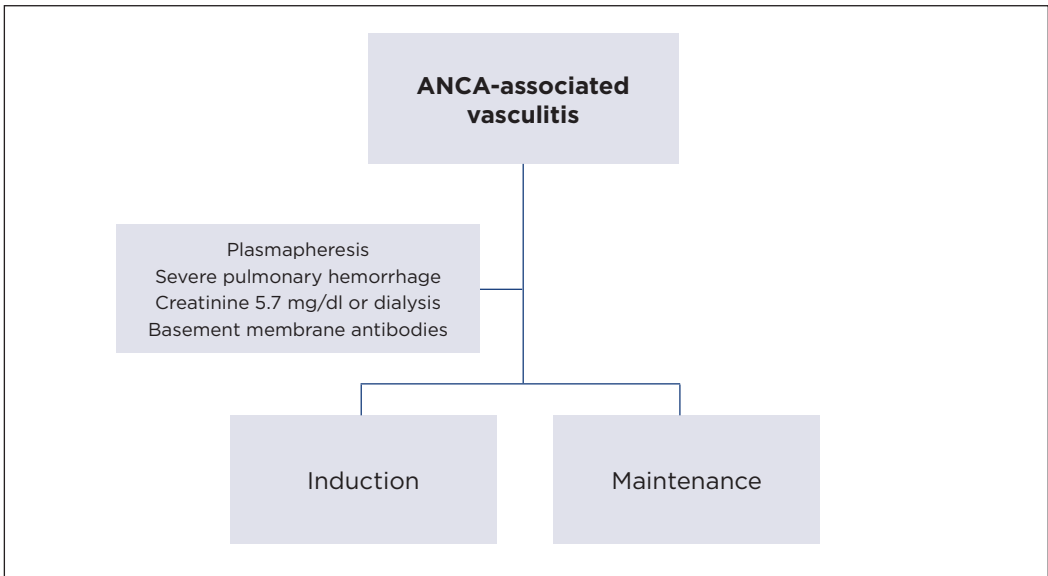 ANCA-associated
vasculitis
Plasmapheresis
Severe pulmonary hemorrhage
Creatinine 5.7 mg/dl or dialysis
Basement membrane antibodies
Induction
Maintenance